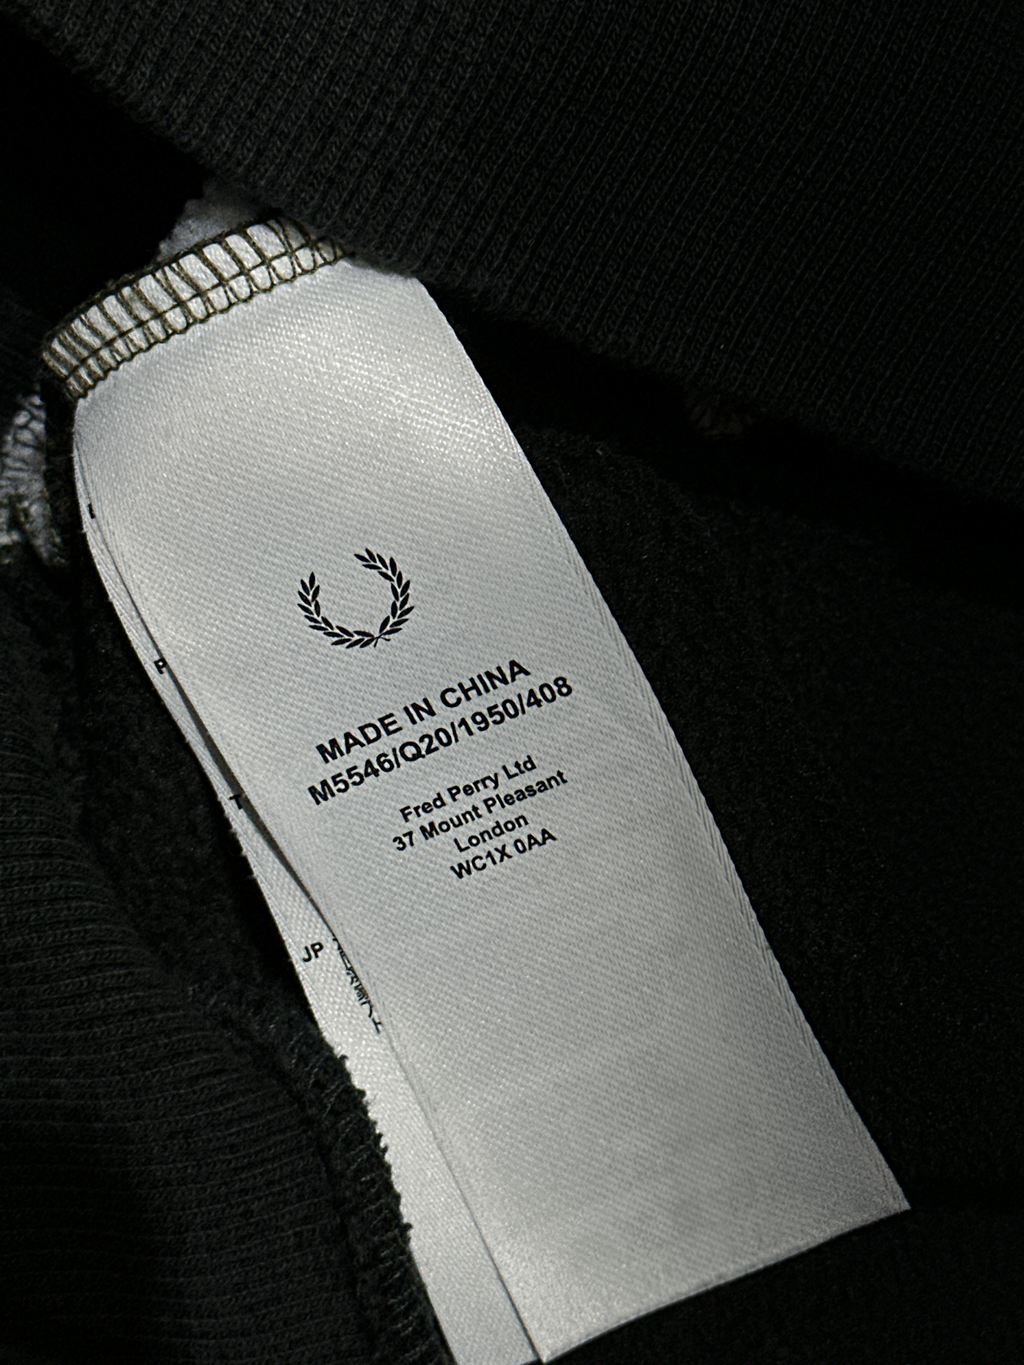 MADE IN CHINA
M5546/Q20/1950/408
Fred Perry Ltd
37 Mount Pleasant
London
WC1X 0AA
JP